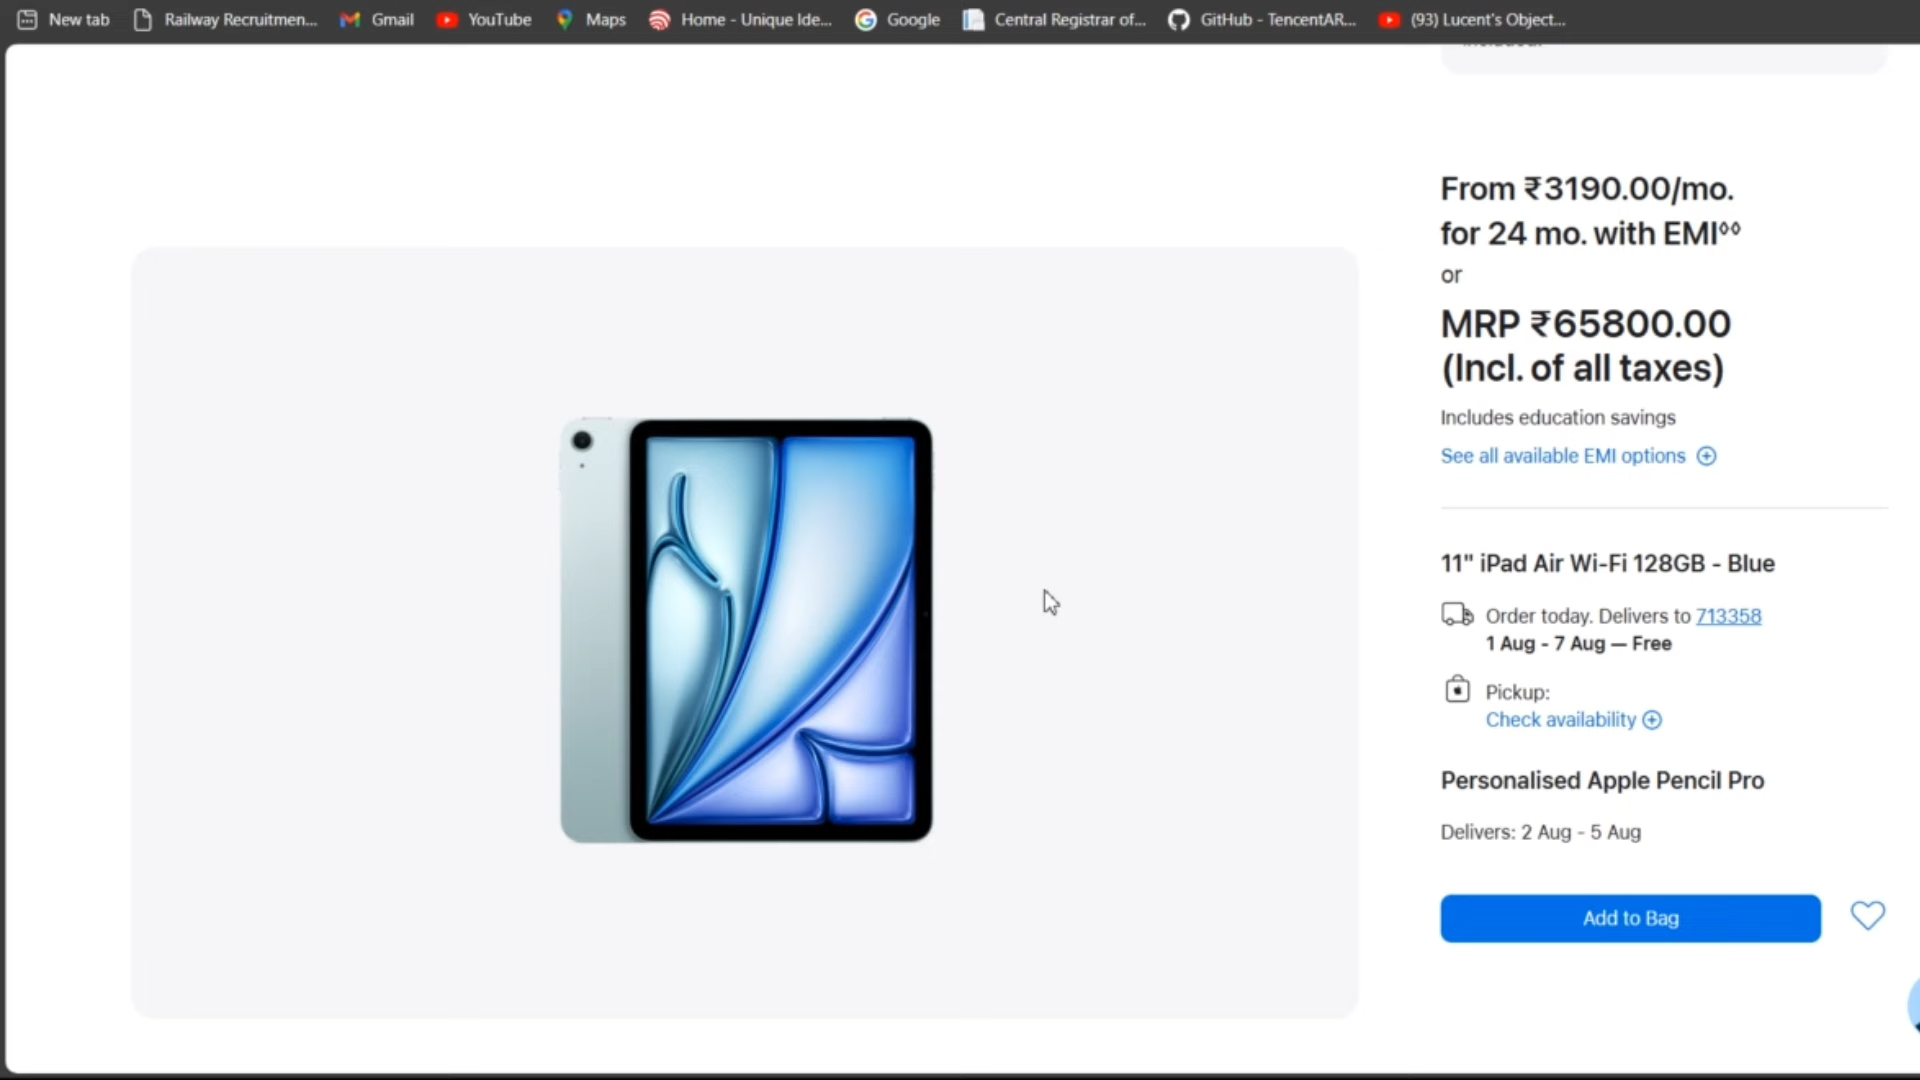 New tab
Railway Recruitmen...
Gmail
YouTube
Maps
Home - Unique Ide...
Google
Central Registrar of...
GitHub - TencentAR...
(93) Lucent's Object...
From ₹3190.00/mo.
for 24 mo. with EMI◊◊
or
MRP ₹65800.00
(Incl. of all taxes)
Includes education savings
See all available EMI options
11" iPad Air Wi-Fi 128GB - Blue
Order today. Delivers to 713358
1 Aug - 7 Aug — Free
Pickup:
Check availability
Personalised Apple Pencil Pro
Delivers: 2 Aug - 5 Aug
Add to Bag